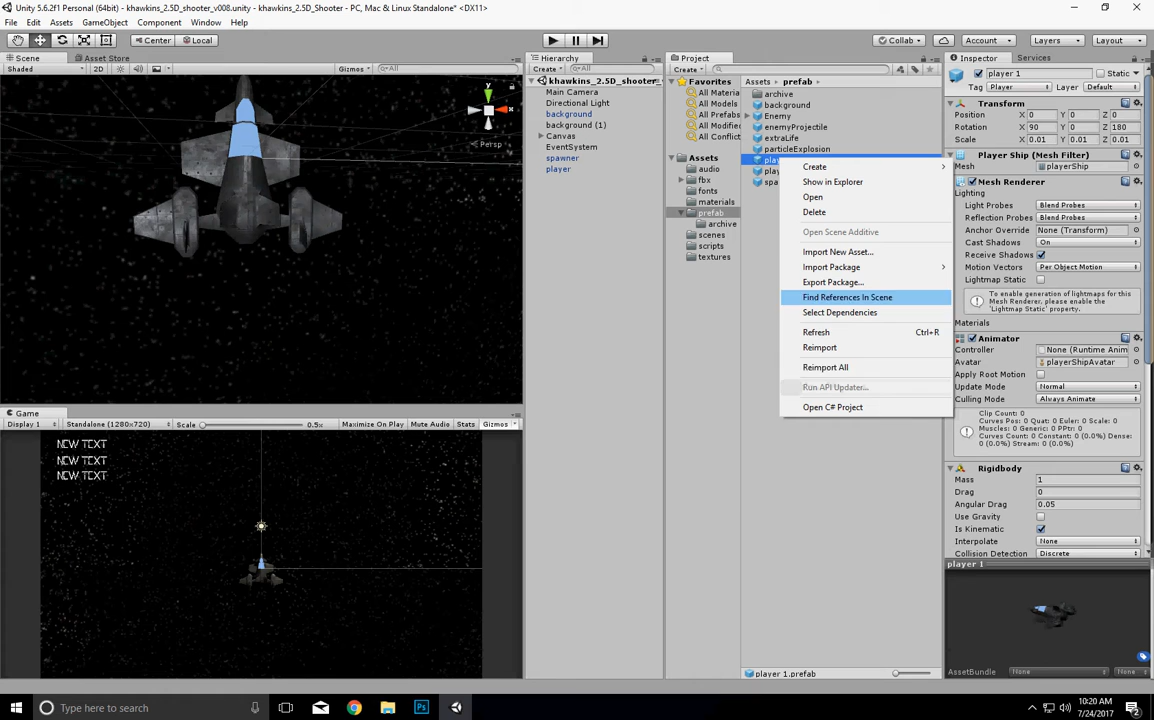 Unity 5.6.2f1 Personal (64bit) - khawkins_2.5D_shooter_v008.unity - khawkins_2.5D_Shooter - PC, Mac & Linux Standalone* <DX11>
File Edit Assets GameObject Component Window Help
Center Local
Collab Account Layers Layout
Scene Asset Store
Shaded 2D Gizmos All
Persp
Game
Display 1 Standalone (1280x720) Scale 0.5x Maximize On Play Mute Audio Stats Gizmos
NEW TEXT
NEW TEXT
NEW TEXT
Hierarchy
Create All
khawkins_2.5D_shooter_
Main Camera
Directional Light
background
background (1)
Canvas
EventSystem
spawner
player
Project
Create
Favorites
All Materia
All Models
All Prefabs
All Modifie
All Conflict
Assets
audio
fbx
fonts
materials
prefab
archive
scenes
scripts
textures
Assets prefab
archive
background
Enemy
enemyProjectile
extraLife
particleExplosion
play
play
spa
player 1.prefab
Create
Show in Explorer
Open
Delete
Open Scene Additive
Import New Asset...
Import Package
Export Package...
Find References In Scene
Select Dependencies
Refresh Ctrl+R
Reimport
Reimport All
Run API Updater...
Open C# Project
Inspector Services
player 1 Static
Tag Player Layer Default
Transform
Position X 0 Y 0 Z 0
Rotation X 90 Y 0 Z 180
Scale X 0.01 Y 0.01 Z 0.01
Player Ship (Mesh Filter)
Mesh playerShip
Mesh Renderer
Lighting
Light Probes Blend Probes
Reflection Probes Blend Probes
Anchor Override None (Transform)
Cast Shadows On
Receive Shadows
Motion Vectors Per Object Motion
Lightmap Static
To enable generation of lightmaps for this
Mesh Renderer, please enable the
'Lightmap Static' property.
Materials
Animator
Controller None (Runtime Anim
Avatar playerShipAvatar
Apply Root Motion
Update Mode Normal
Culling Mode Always Animate
Clip Count: 0
Curves Pos: 0 Quat: 0 Euler: 0 Scale: 0
Muscles: 0 Generic: 0 PPtr: 0
Curves Count: 0 Constant: 0 (0.0%) Dense:
0 (0.0%) Stream: 0 (0.0%)
Rigidbody
Mass 1
Drag 0
Angular Drag 0.05
Use Gravity
Is Kinematic
Interpolate None
Collision Detection Discrete
player 1
AssetBundle None None
Type here to search
10:20 AM
7/24/2017
2